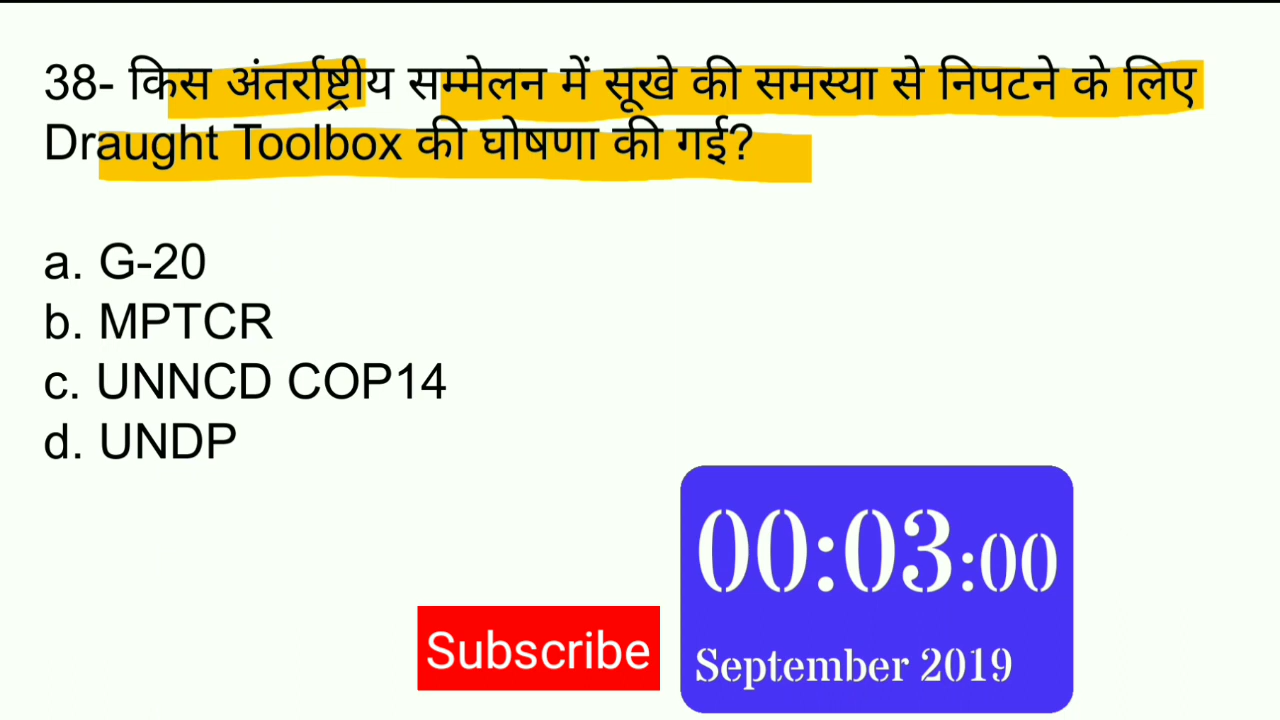 38- किस अंतर्राष्ट्रीय सम्मेलन में सूखे की समस्या से निपटने के लिए
Draught Toolbox की घोषणा की गई?
a. G-20
b. MPTCR
c. UNNCD COP14
d. UNDP
00:03:00
Subscribe
September 2019